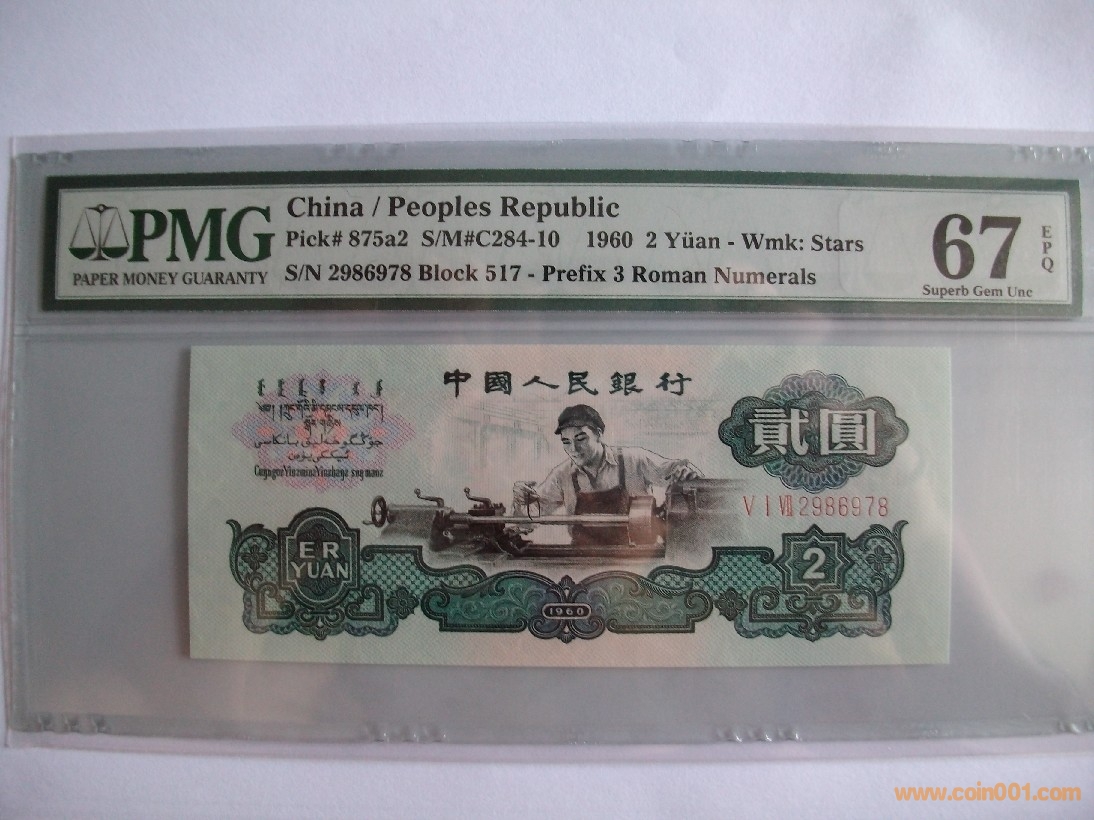 PMG
PAPER MONEY GUARANTY
China / Peoples Republic
Pick# 875a2 S/M#C284-10 1960 2 Yüan - Wmk: Stars
S/N 2986978 Block 517 - Prefix 3 Roman Numerals
67
EPQ
Superb Gem Unc
中國人民銀行
貳圓
V I VII 2986978
ER
YUAN
1960
2
www.coin001.com